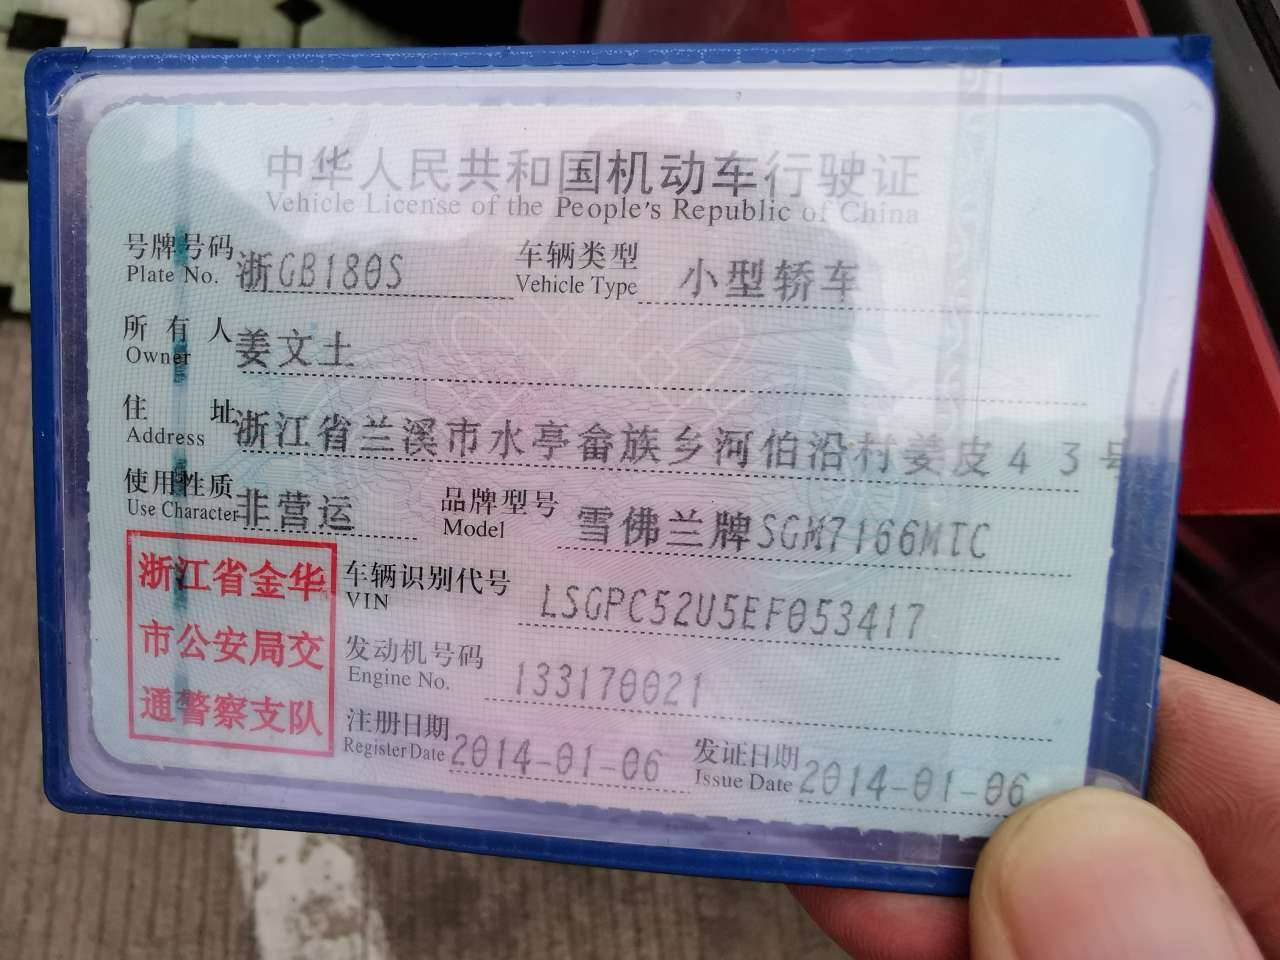 中华人民共和国机动车行驶证
Vehicle License of the People's Republic of China
号牌号码 浙GB180S 车辆类型 小型轿车
Plate No. Vehicle Type
所有人 姜文土
Owner
住址 浙江省兰溪市水亭畲族乡河伯沿村姜皮43号
Address
使用性质 非营运 品牌型号 雪佛兰牌SGM7166MTC
Use Character Model
浙江省金华
市公安局交
通警察支队
车辆识别代号 LSGPC52U5EF053417
VIN
发动机号码 133170021
Engine No.
注册日期 2014-01-06 发证日期 2014-01-06
Register Date Issue Date